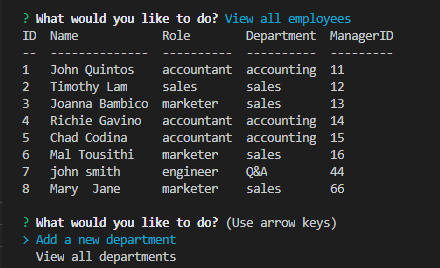 ? What would you like to do? View all employees
ID  Name            Role        Department  ManagerID
--  --------------  ----------  ----------  ---------
1   John Quintos    accountant  accounting  11
2   Timothy Lam     sales       sales       12
3   Joanna Bambico  marketer    sales       13
4   Richie Gavino   accountant  accounting  14
5   Chad Codina     accountant  accounting  15
6   Mal Tousithi    marketer    sales       16
7   john smith      engineer    Q&A         44
8   Mary  Jane      marketer    sales       66
? What would you like to do? (Use arrow keys)
> Add a new department
View all departments